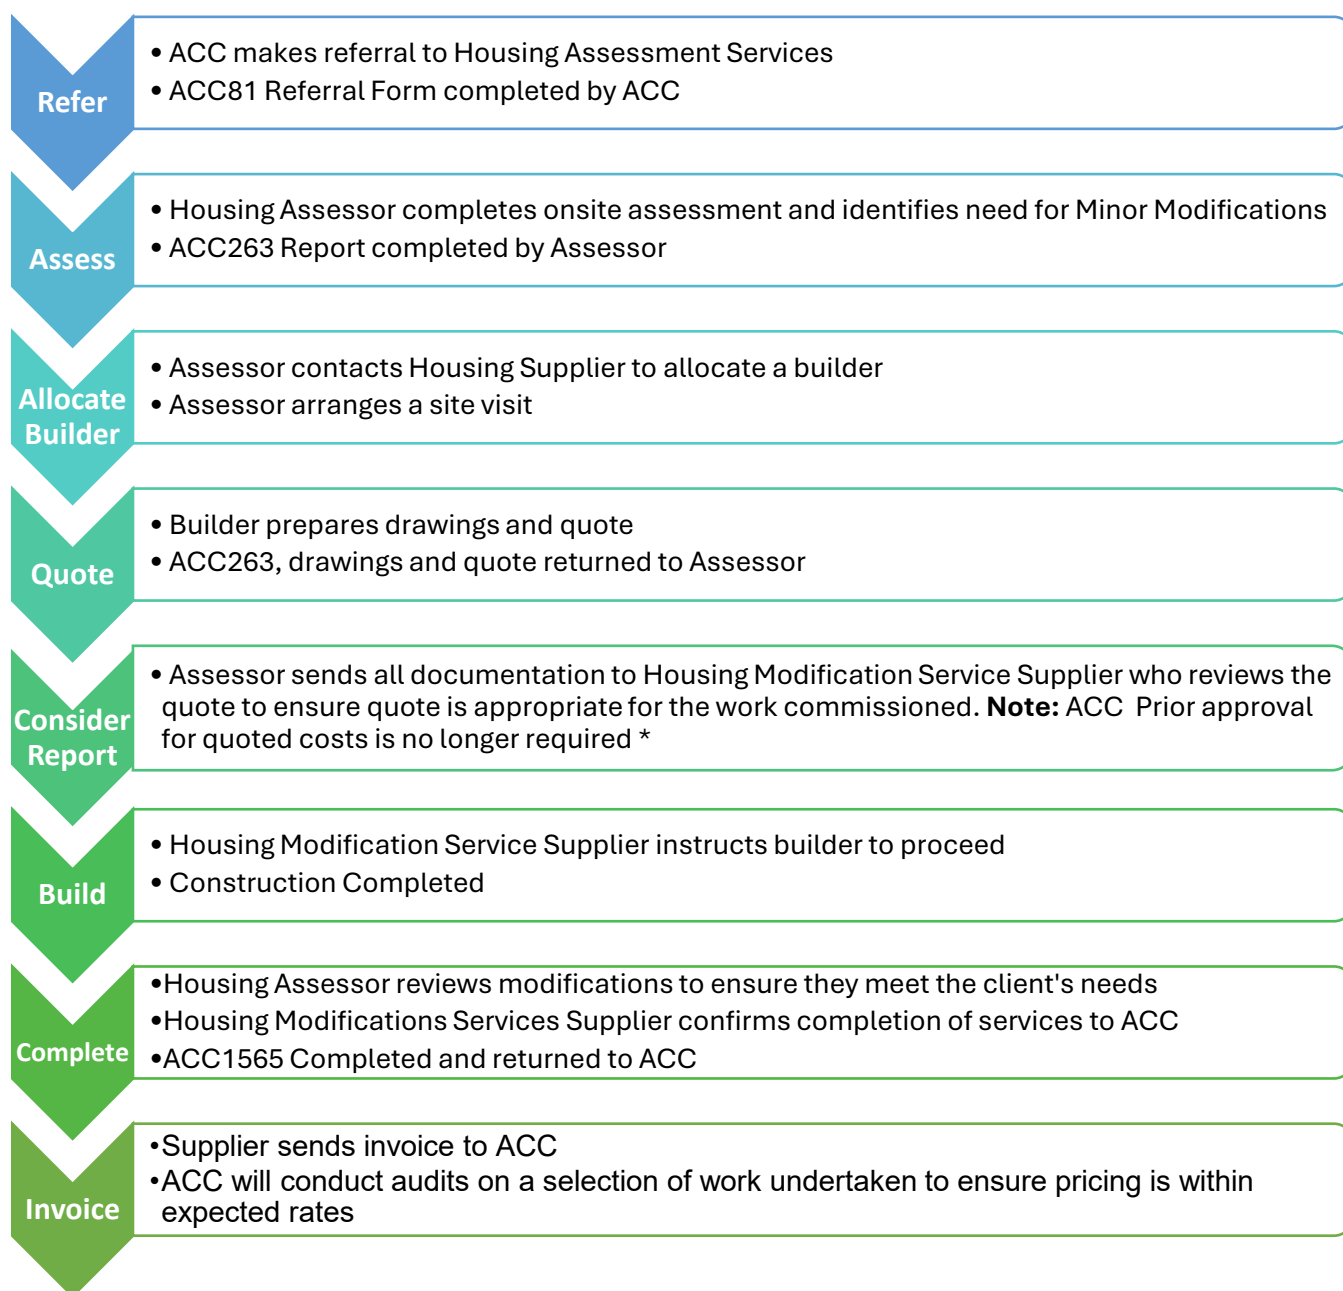 Refer
• ACC makes referral to Housing Assessment Services
• ACC81 Referral Form completed by ACC
Assess
• Housing Assessor completes onsite assessment and identifies need for Minor Modifications
• ACC263 Report completed by Assessor
Allocate
Builder
• Assessor contacts Housing Supplier to allocate a builder
• Assessor arranges a site visit
Quote
• Builder prepares drawings and quote
• ACC263, drawings and quote returned to Assessor
Consider
Report
• Assessor sends all documentation to Housing Modification Service Supplier who reviews the
quote to ensure quote is appropriate for the work commissioned. Note: ACC Prior approval
for quoted costs is no longer required *
Build
• Housing Modification Service Supplier instructs builder to proceed
• Construction Completed
Complete
•Housing Assessor reviews modifications to ensure they meet the client's needs
•Housing Modifications Services Supplier confirms completion of services to ACC
•ACC1565 Completed and returned to ACC
Invoice
•Supplier sends invoice to ACC
•ACC will conduct audits on a selection of work undertaken to ensure pricing is within
expected rates